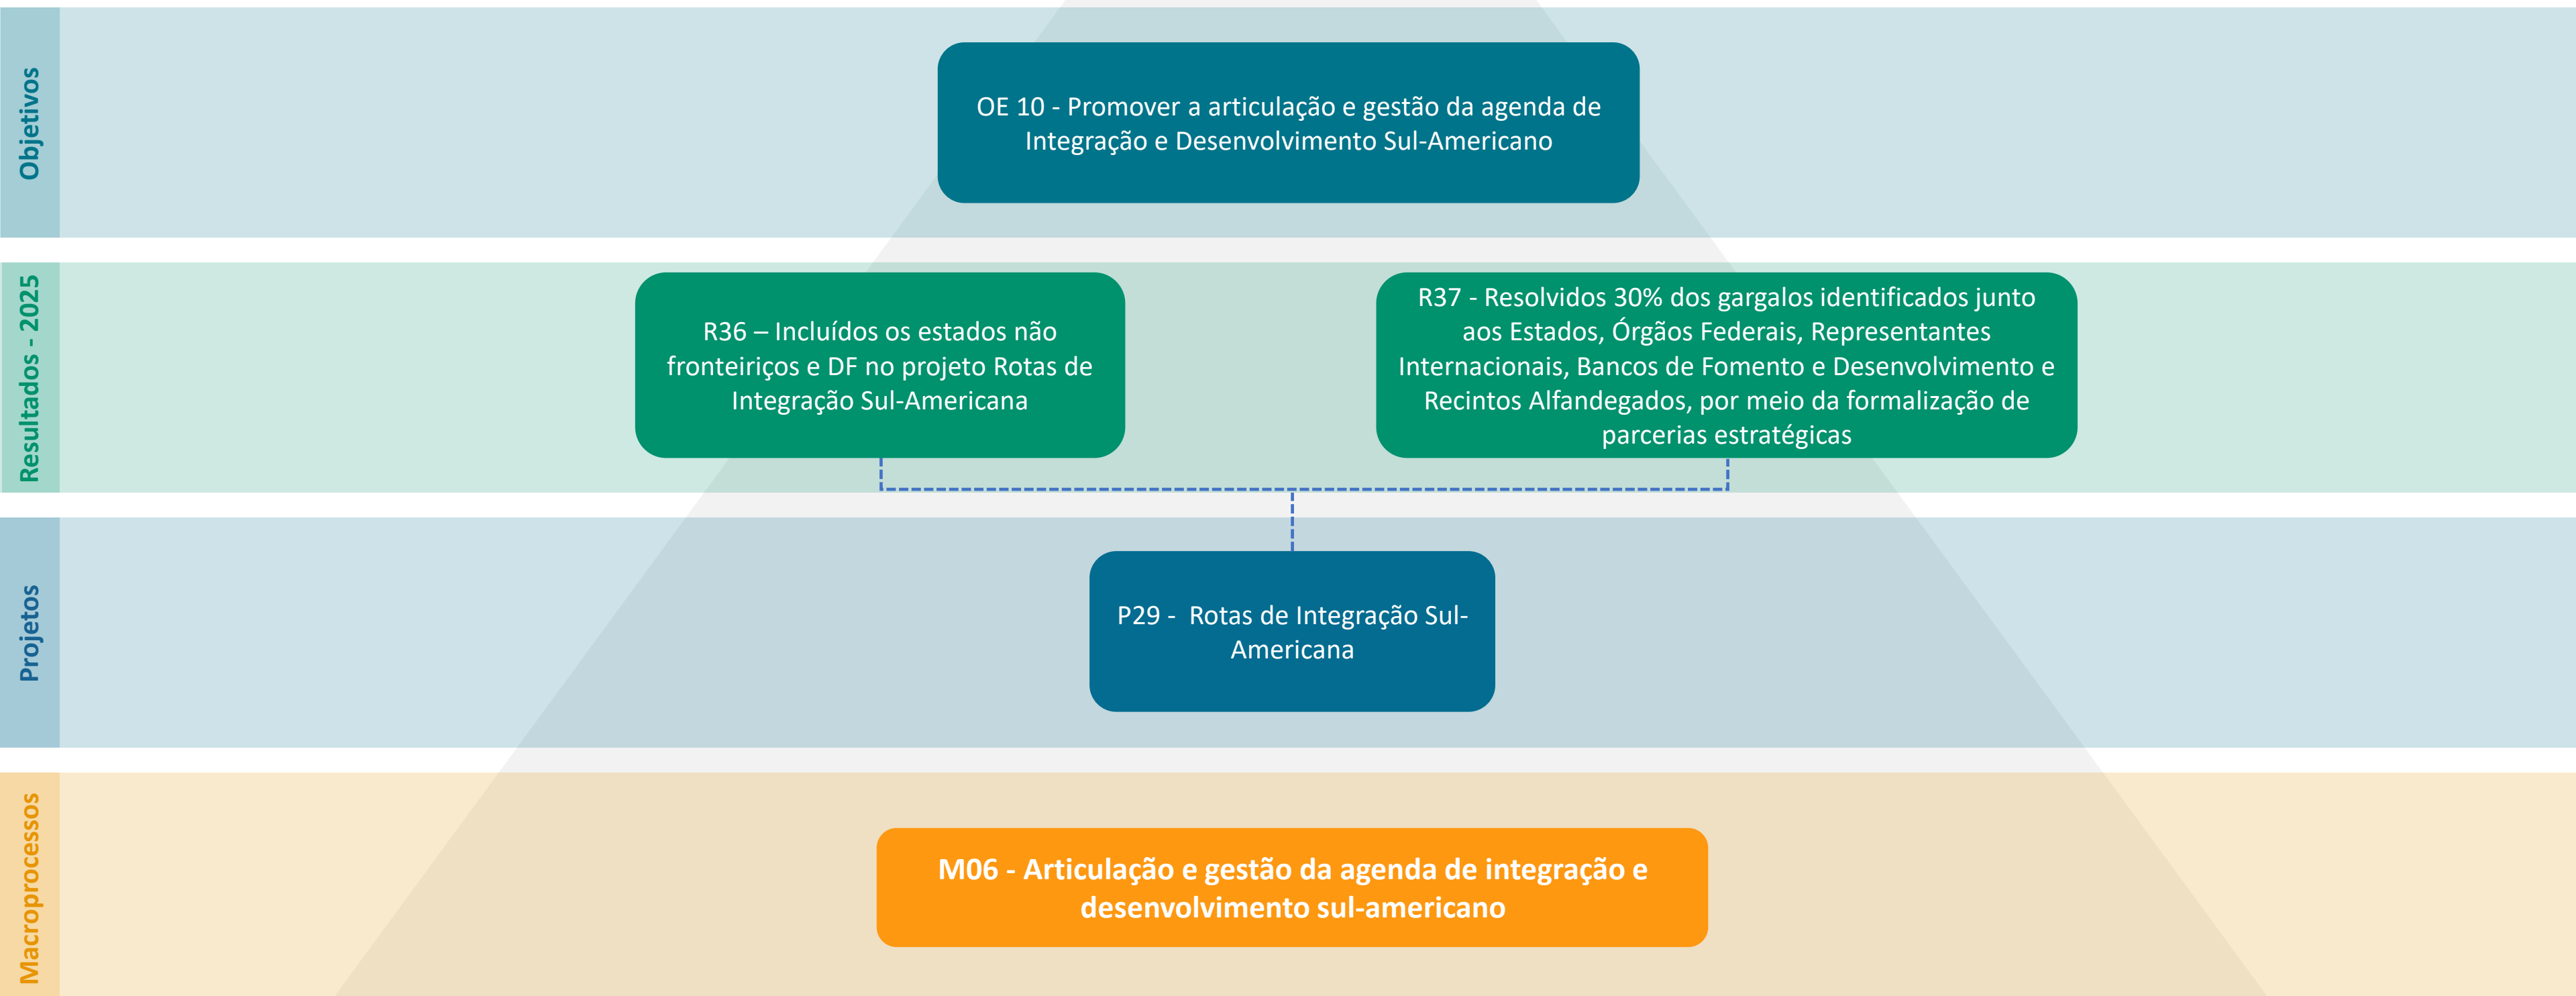 Objetivos
OE 10 - Promover a articulação e gestão da agenda de
Integração e Desenvolvimento Sul-Americano
Resultados - 2025
R36 – Incluídos os estados não
fronteiriços e DF no projeto Rotas de
Integração Sul-Americana
R37 - Resolvidos 30% dos gargalos identificados junto
aos Estados, Órgãos Federais, Representantes
Internacionais, Bancos de Fomento e Desenvolvimento e
Recintos Alfandegados, por meio da formalização de
parcerias estratégicas
Projetos
P29 -  Rotas de Integração Sul-
Americana
Macroprocessos
M06 - Articulação e gestão da agenda de integração e
desenvolvimento sul-americano